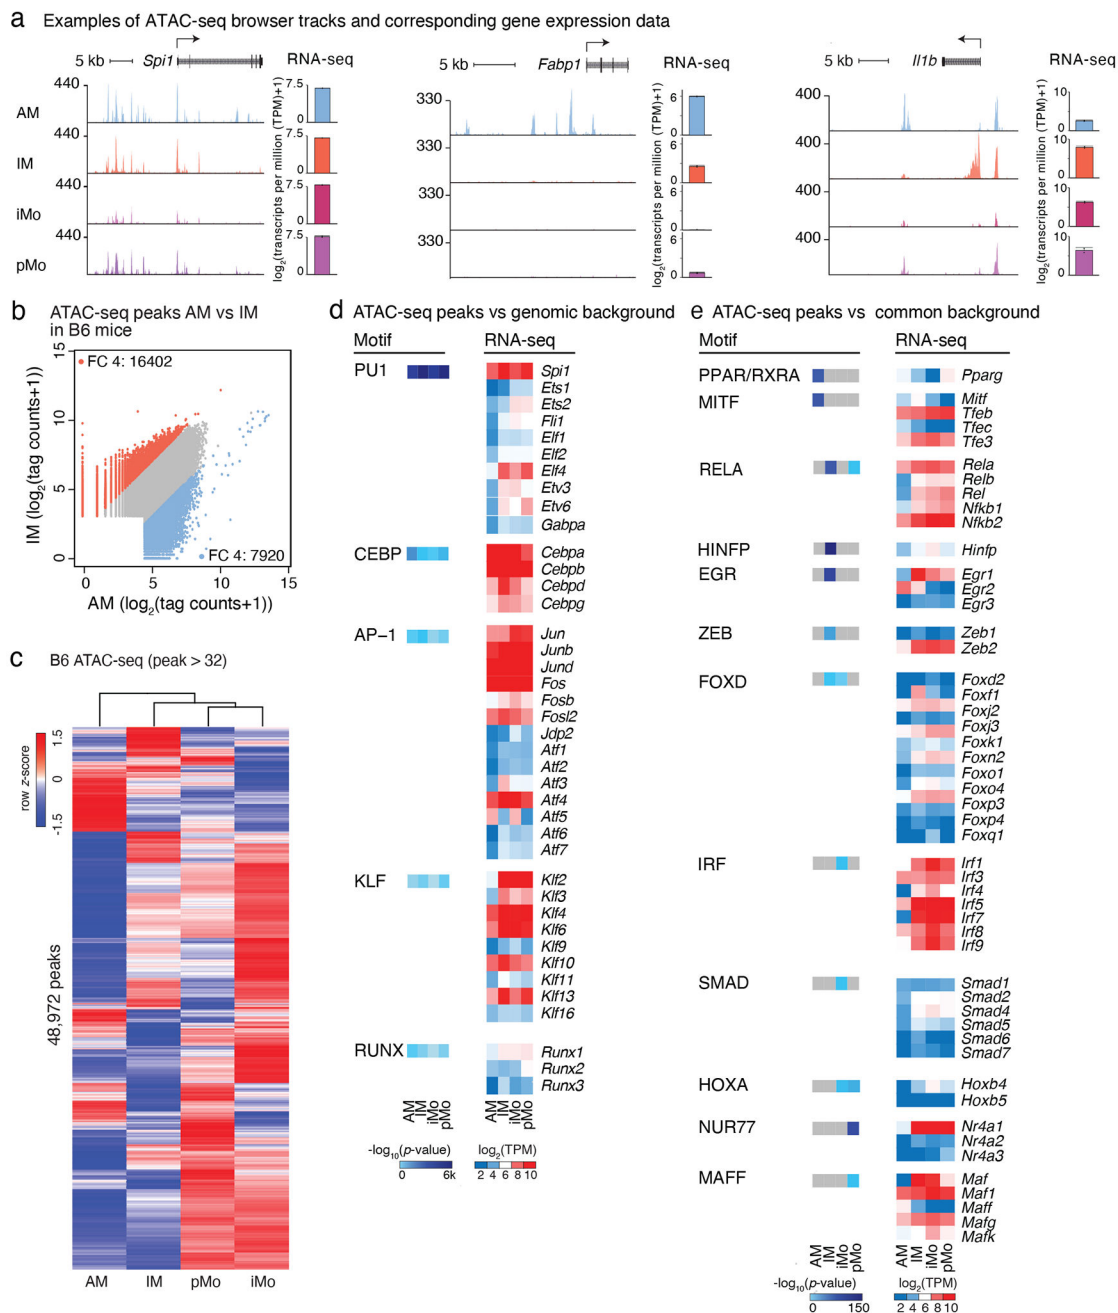 a Examples of ATAC-seq browser tracks and corresponding gene expression data
5 kb Spi1 RNA-seq
5 kb Fabp1 RNA-seq
5 kb Il1b RNA-seq
AM
IM
iMo
pMo
440
440
440
440
7.5
0
7.5
0
7.5
0
7.5
0
log2(transcripts per million (TPM)+1)
330
330
330
330
6
0
6
0
6
0
6
0
log2(transcripts per million (TPM)+1)
400
400
400
400
10
0
10
0
10
0
10
0
log2(transcripts per million (TPM)+1)
b ATAC-seq peaks AM vs IM
in B6 mice
FC 4: 16402
FC 4: 7920
IM (log2(tag counts+1))
15
10
5
0
0 5 10 15
AM (log2(tag counts+1))
c B6 ATAC-seq (peak > 32)
row z-score
1.5
0
-1.5
48,972 peaks
AM IM pMo iMo
d ATAC-seq peaks vs genomic background
Motif RNA-seq
PU1
Spi1
Ets1
Ets2
Fli1
Elf1
Elf2
Elf4
Etv3
Etv6
Gabpa
CEBP
Cebpa
Cebpb
Cebpd
Cebpg
AP-1
Jun
Junb
Jund
Fos
Fosb
Fosl2
Jdp2
Atf1
Atf2
Atf3
Atf4
Atf5
Atf6
Atf7
KLF
Klf2
Klf3
Klf4
Klf6
Klf9
Klf10
Klf11
Klf13
Klf16
RUNX
Runx1
Runx2
Runx3
AM IM iMo pMo
AM IM iMo pMo
-log10(p-value)
0 6k
log2(TPM)
2 4 6 8 10
e ATAC-seq peaks vs common background
Motif RNA-seq
PPAR/RXRA
Pparg
MITF
Mitf
Tfeb
Tfec
Tfe3
RELA
Rela
Relb
Rel
Nfkb1
Nfkb2
HINFP
Hinfp
EGR
Egr1
Egr2
Egr3
ZEB
Zeb1
Zeb2
FOXD
Foxd2
Foxf1
Foxj2
Foxj3
Foxk1
Foxn2
Foxo1
Foxo4
Foxp3
Foxp4
Foxq1
IRF
Irf1
Irf3
Irf4
Irf5
Irf7
Irf8
Irf9
SMAD
Smad1
Smad2
Smad4
Smad5
Smad6
Smad7
HOXA
Hoxb4
Hoxb5
NUR77
Nr4a1
Nr4a2
Nr4a3
MAFF
Maf
Maf1
Maff
Mafg
Mafk
AM IM iMo pMo
AM IM iMo pMo
-log10(p-value)
0 150
log2(TPM)
2 4 6 8 10